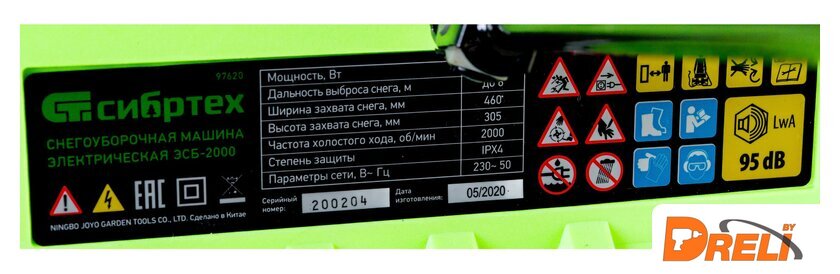 97620
сибртех
СНЕГОУБОРОЧНАЯ МАШИНА
ЭЛЕКТРИЧЕСКАЯ ЭСБ-2000
EAC
NINGBO JOYO GARDEN TOOLS CO., LTD. Сделано в Китае
Мощность, Вт
Дальность выброса снега, м до 6
Ширина захвата снега, мм 460
Высота захвата снега, мм 305
Частота холостого хода, об/мин 2000
Степень защиты IPX4
Параметры сети, В~ Гц 230~ 50
Серийный номер: 200204
Дата изготовления: 05/2020
LwA
95 dB
DRELI BY